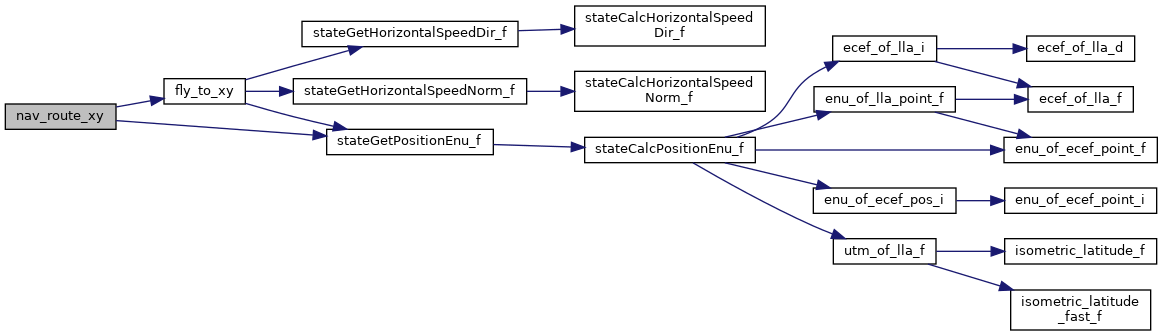 nav_route_xy
fly_to_xy
stateGetHorizontalSpeedDir_f
stateCalcHorizontalSpeed
Dir_f
stateGetHorizontalSpeedNorm_f
stateCalcHorizontalSpeed
Norm_f
stateGetPositionEnu_f
stateCalcPositionEnu_f
ecef_of_lla_i
ecef_of_lla_d
ecef_of_lla_f
enu_of_lla_point_f
enu_of_ecef_point_f
enu_of_ecef_pos_i
enu_of_ecef_point_i
utm_of_lla_f
isometric_latitude_f
isometric_latitude
_fast_f